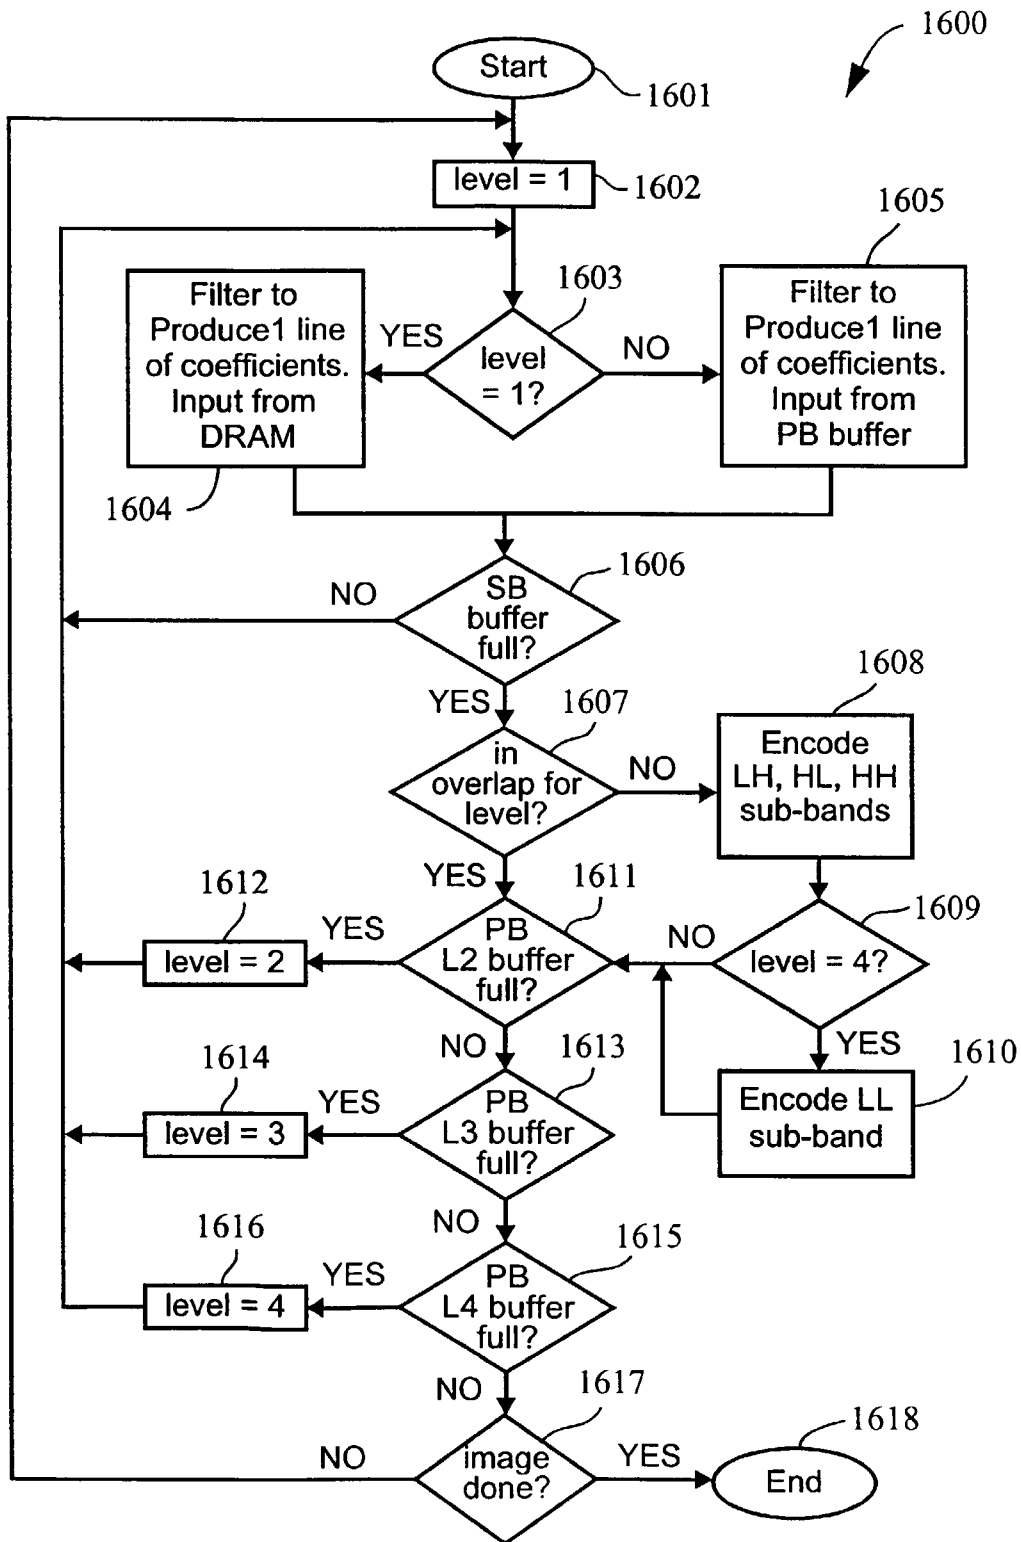 1600
Start
1601
level = 1
1602
1605
1603
Filter to
Produce1 line
of coefficients.
Input from
DRAM
YES
level
= 1?
NO
Filter to
Produce1 line
of coefficients.
Input from
PB buffer
1604
1606
NO
SB
buffer
full?
YES
1607
1608
in
overlap for
level?
NO
Encode
LH, HL, HH
sub-bands
YES
1611
1612
1609
YES
PB
L2 buffer
full?
NO
level = 4?
level = 2
NO
1613
YES
1610
1614
YES
PB
L3 buffer
full?
Encode LL
sub-band
level = 3
NO
1616
1615
YES
PB
L4 buffer
full?
level = 4
NO
1617
1618
NO
image
done?
YES
End